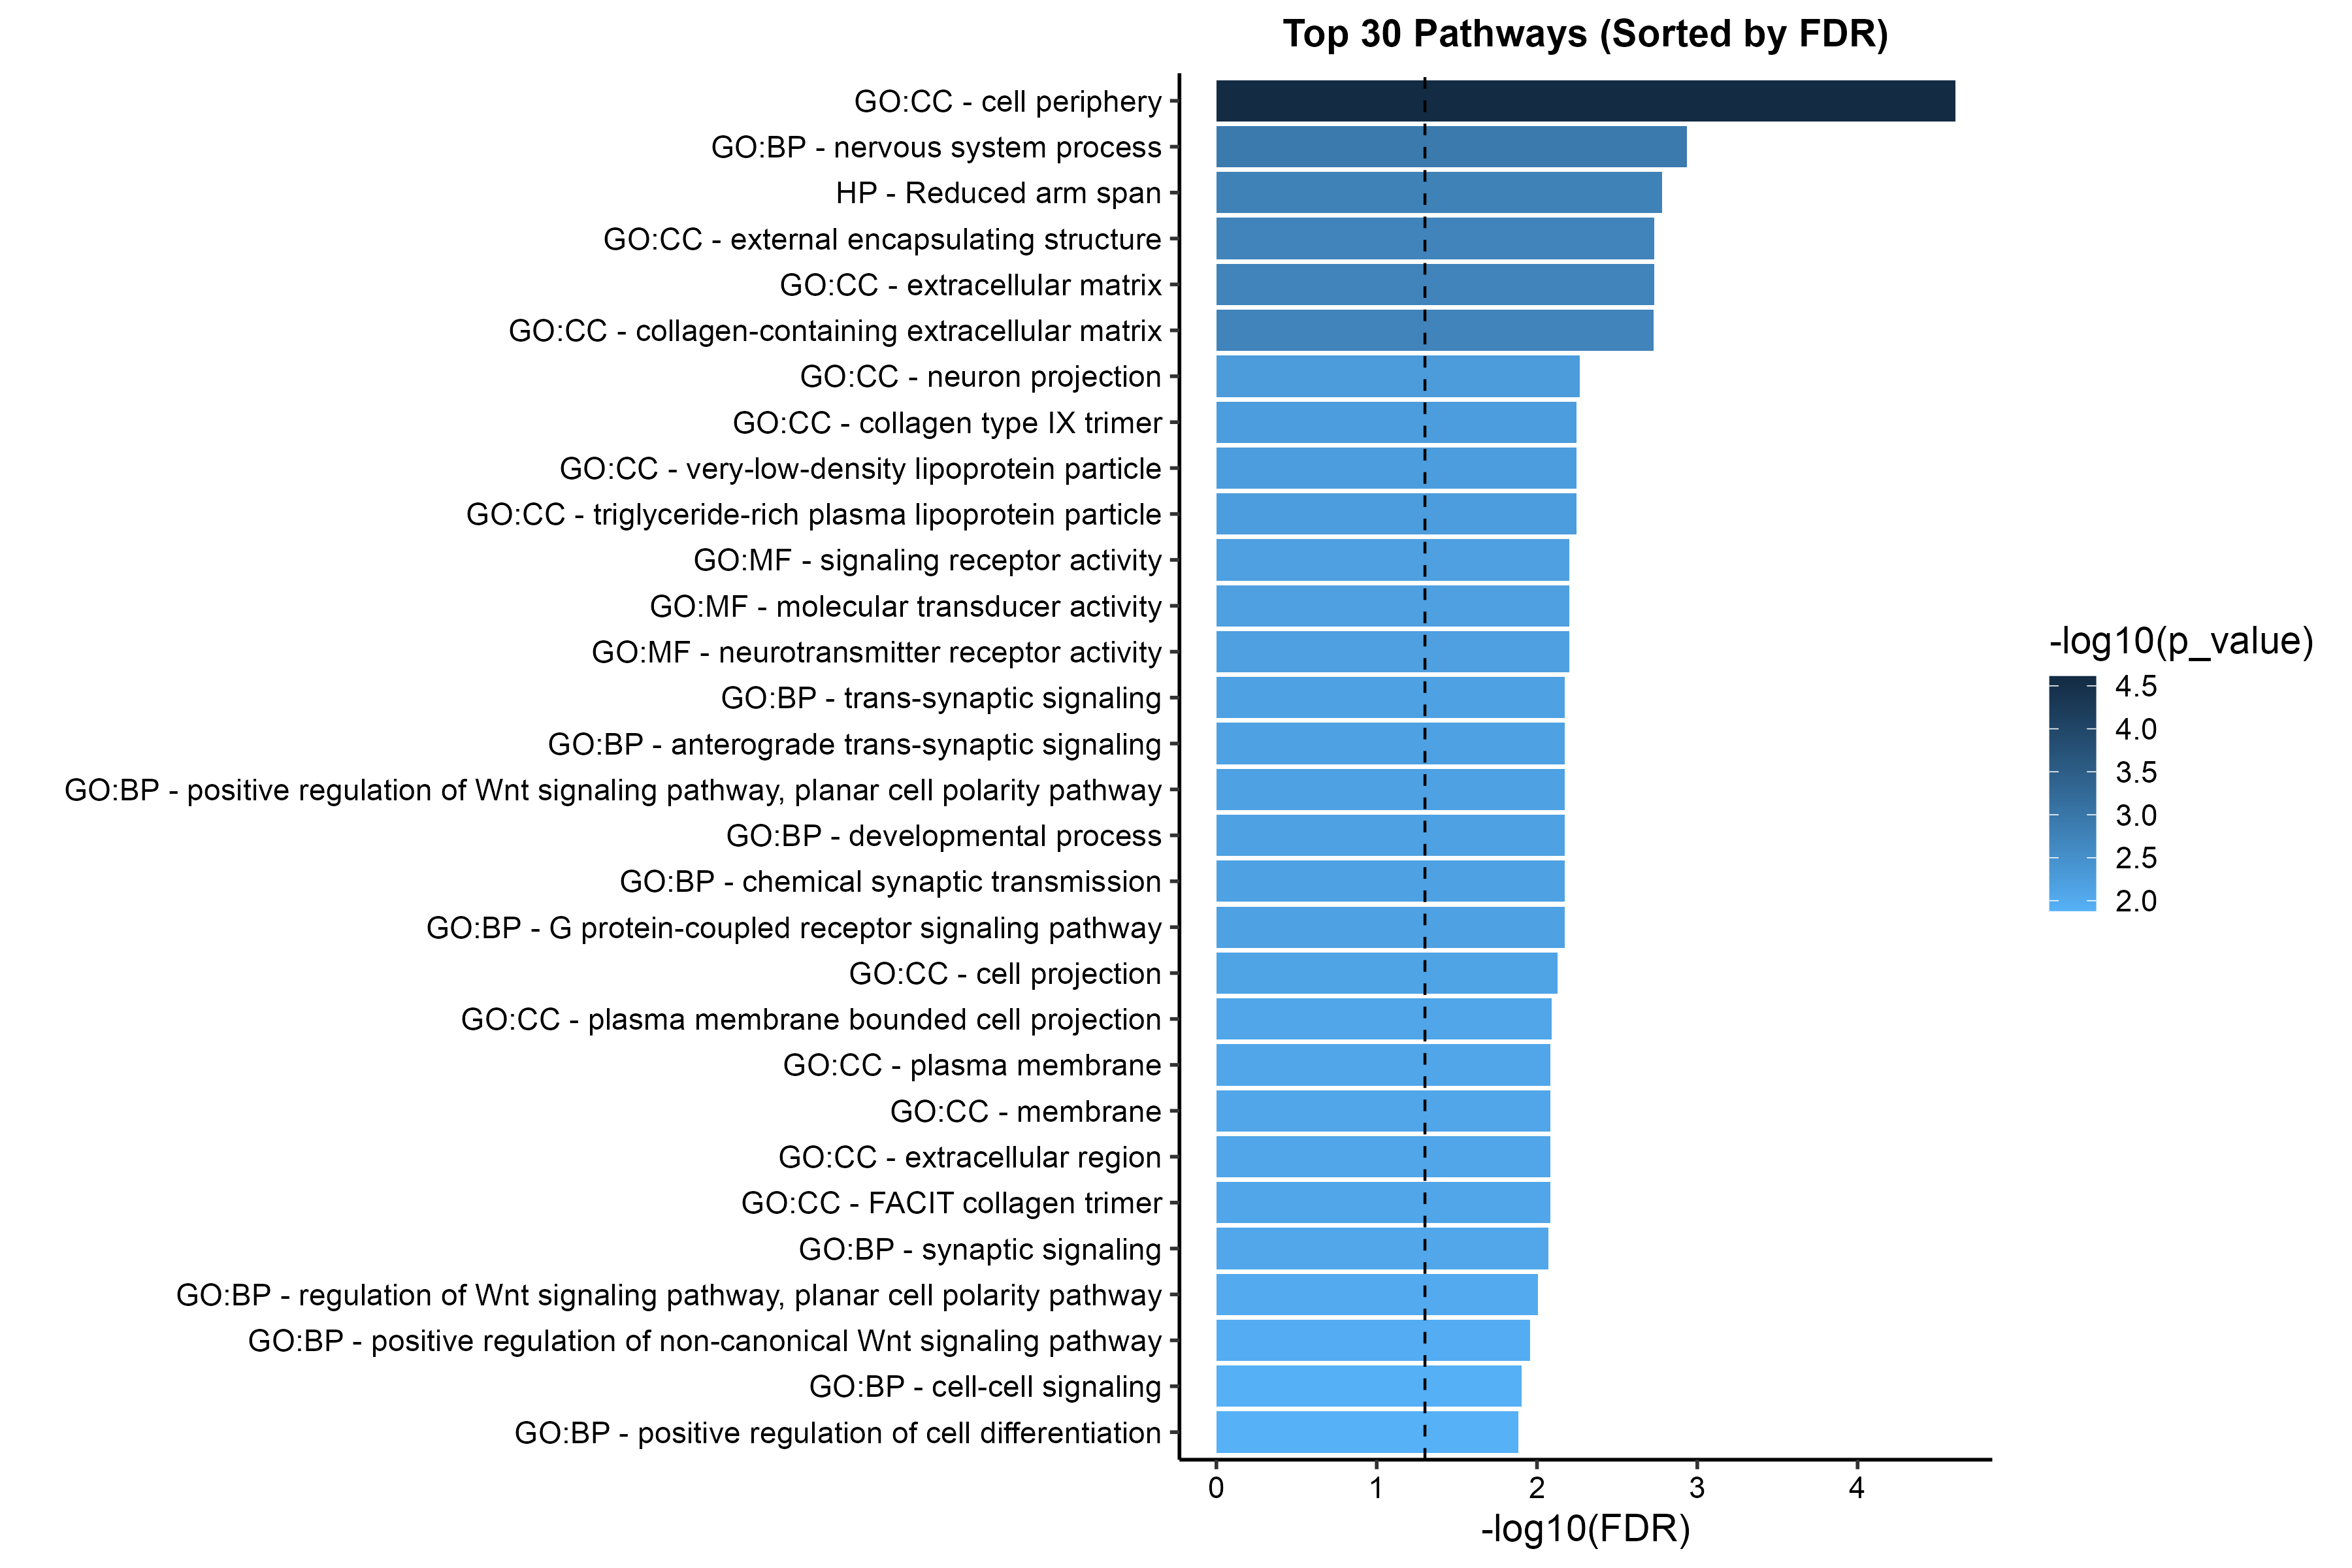 Top 30 Pathways (Sorted by FDR)
GO:CC - cell periphery
GO:BP - nervous system process
HP - Reduced arm span
GO:CC - external encapsulating structure
GO:CC - extracellular matrix
GO:CC - collagen-containing extracellular matrix
GO:CC - neuron projection
GO:CC - collagen type IX trimer
GO:CC - very-low-density lipoprotein particle
GO:CC - triglyceride-rich plasma lipoprotein particle
GO:MF - signaling receptor activity
GO:MF - molecular transducer activity
GO:MF - neurotransmitter receptor activity
GO:BP - trans-synaptic signaling
GO:BP - anterograde trans-synaptic signaling
GO:BP - positive regulation of Wnt signaling pathway, planar cell polarity pathway
GO:BP - developmental process
GO:BP - chemical synaptic transmission
GO:BP - G protein-coupled receptor signaling pathway
GO:CC - cell projection
GO:CC - plasma membrane bounded cell projection
GO:CC - plasma membrane
GO:CC - membrane
GO:CC - extracellular region
GO:CC - FACIT collagen trimer
GO:BP - synaptic signaling
GO:BP - regulation of Wnt signaling pathway, planar cell polarity pathway
GO:BP - positive regulation of non-canonical Wnt signaling pathway
GO:BP - cell-cell signaling
GO:BP - positive regulation of cell differentiation
0 1 2 3 4
-log10(FDR)
-log10(p_value)
4.5
4.0
3.5
3.0
2.5
2.0